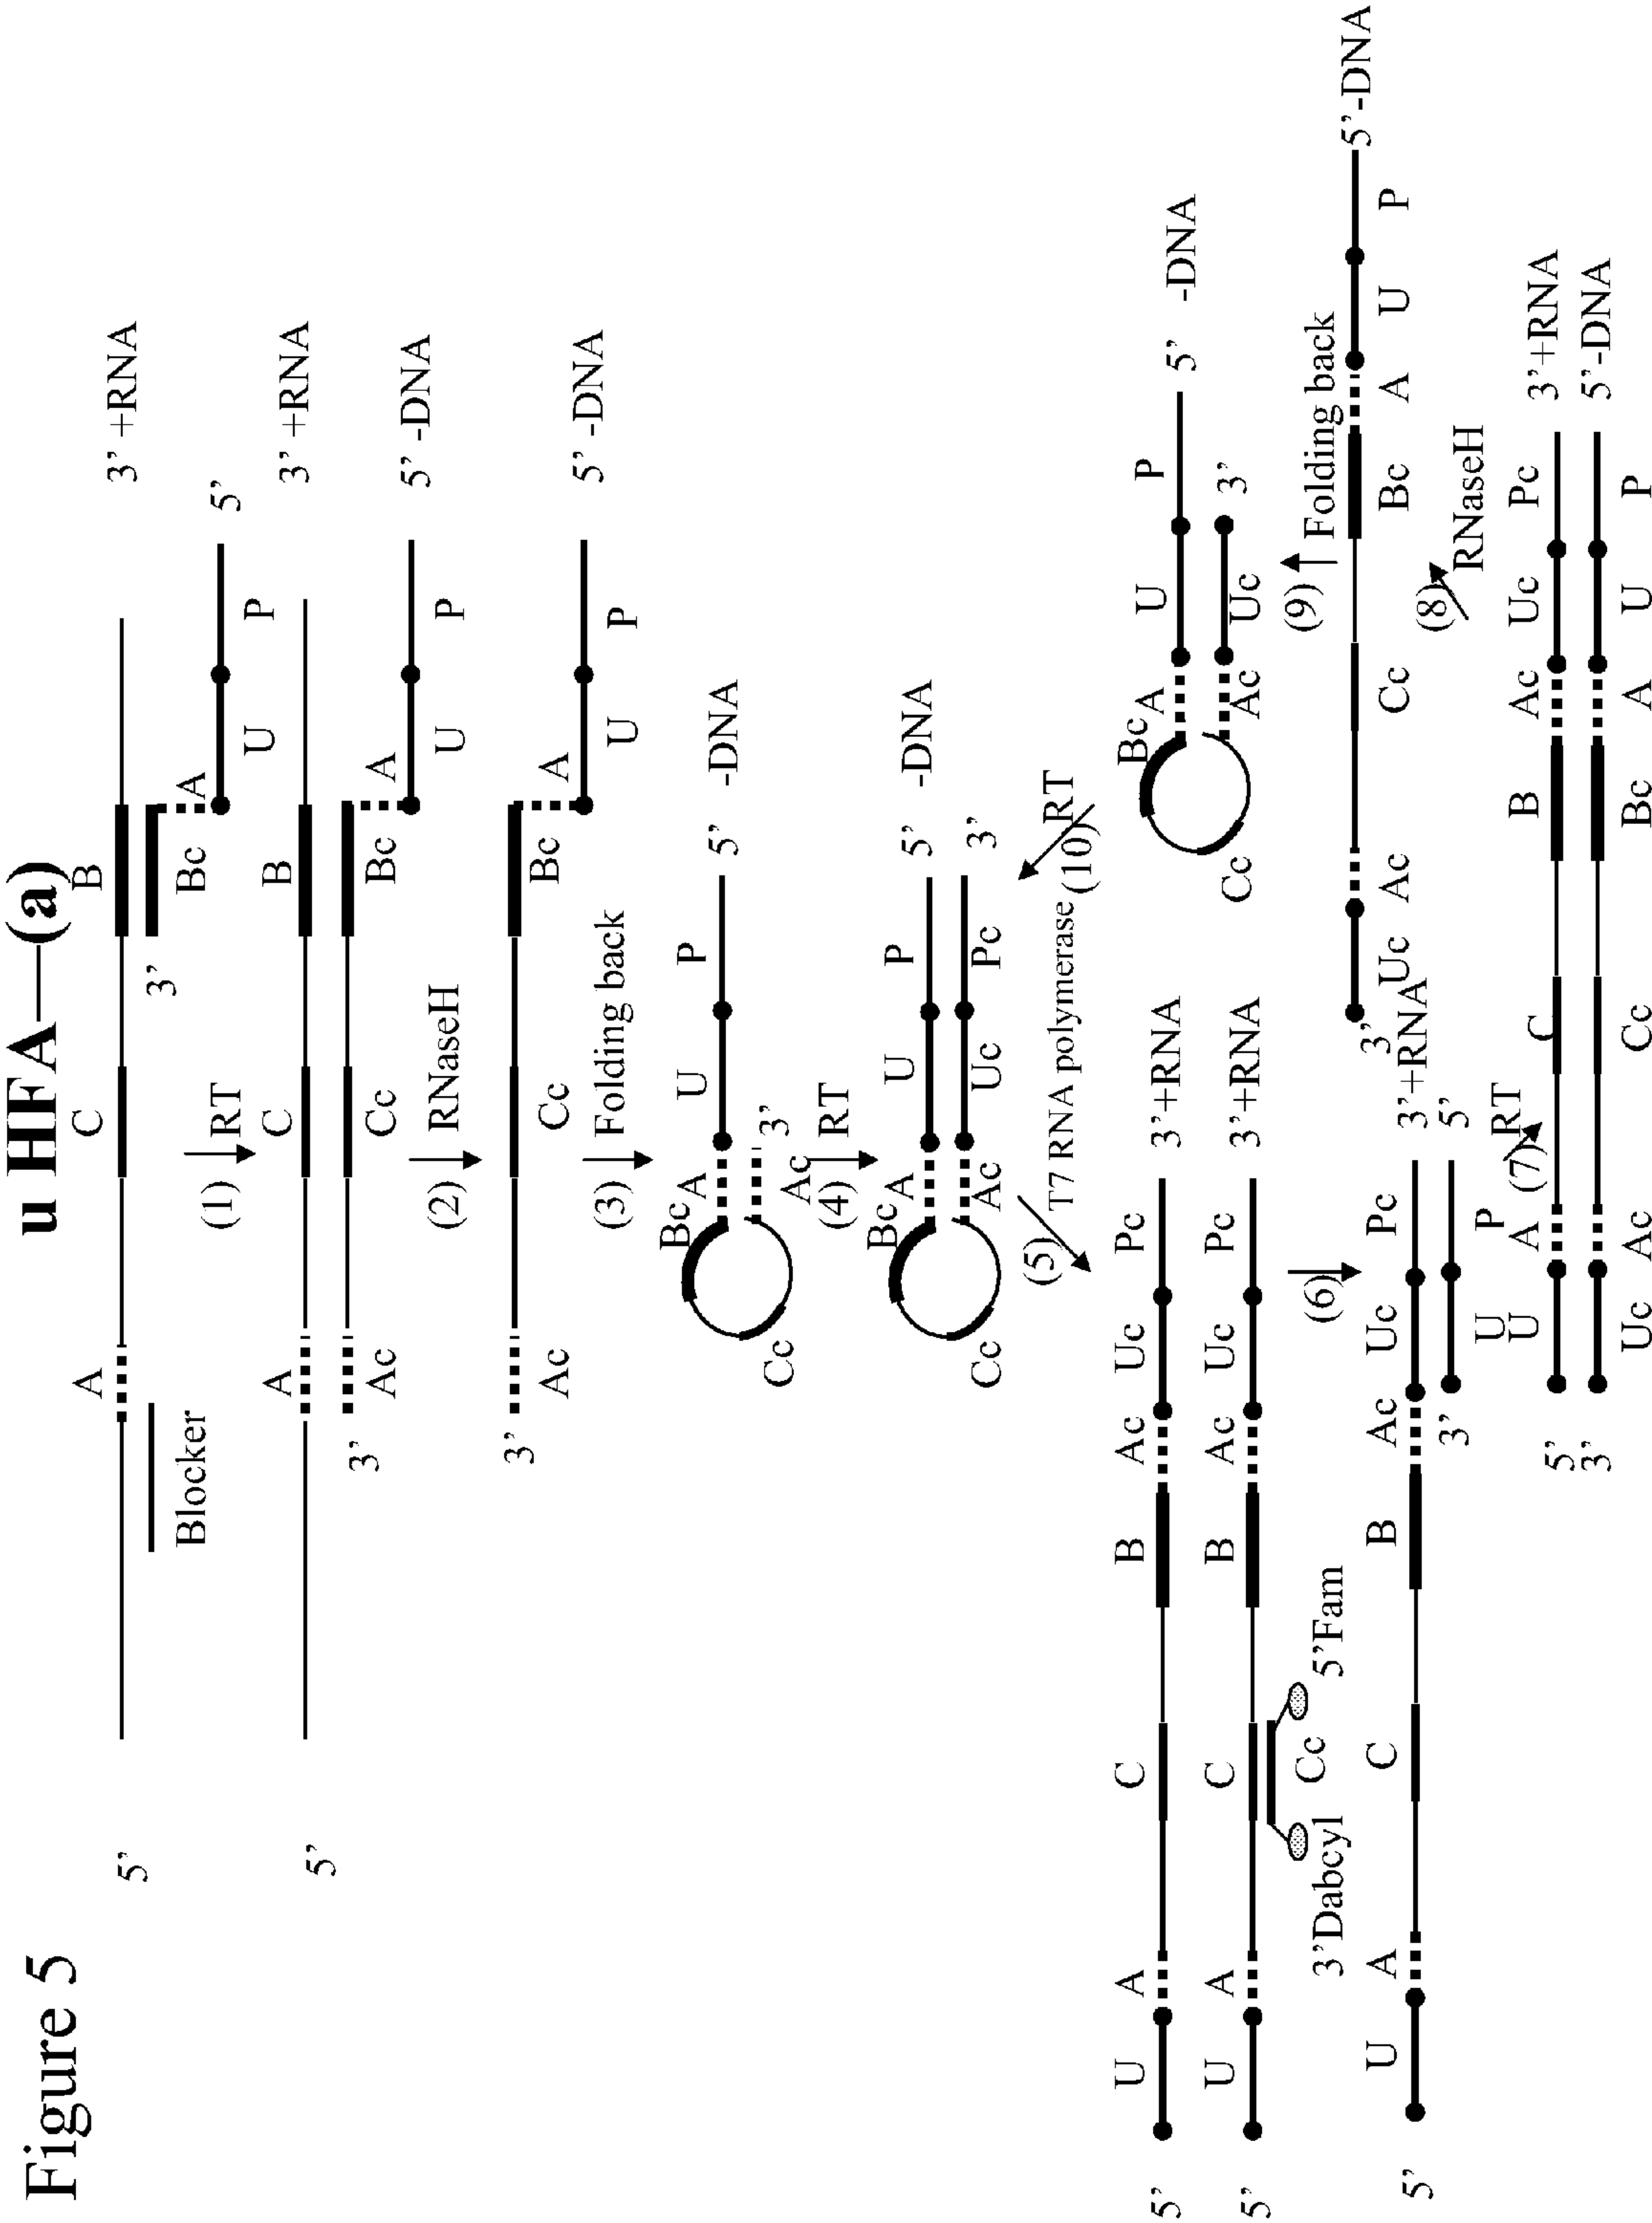 Figure 5
u HFA—(a)
A C B
5' 3' +RNA
Blocker 3' Bc A
U P 5'
(1) RT
A C B
5' 3' +RNA
3' Ac Cc Bc A
U P 5' -DNA
(2) RNaseH
3' Ac Cc Bc A
U P 5' -DNA
(3) Folding back
Bc A U P
5' -DNA
Cc Ac 3'
(4) RT
Bc A U P
5' -DNA
Cc Ac Uc Pc 3'
(5) T7 RNA polymerase
(10) RT
U A C B Ac Uc Pc
5' 3'+RNA
U A C B Ac Uc Pc
5' 3'+RNA
3'Dabcyl Cc 5'Fam
(6)
U A C B Ac Uc Pc
5' 3'+RNA
3' 5'
U P
(7) RT
U A C B Ac Uc Pc
5' 3'+RNA
3' 5'-DNA
Uc Ac Cc Bc A U P
(8) RNaseH
3' 5'-DNA
Uc Ac Cc Bc A U P
(9) Folding back
Bc A U P
5' -DNA
Cc Ac Uc 3'